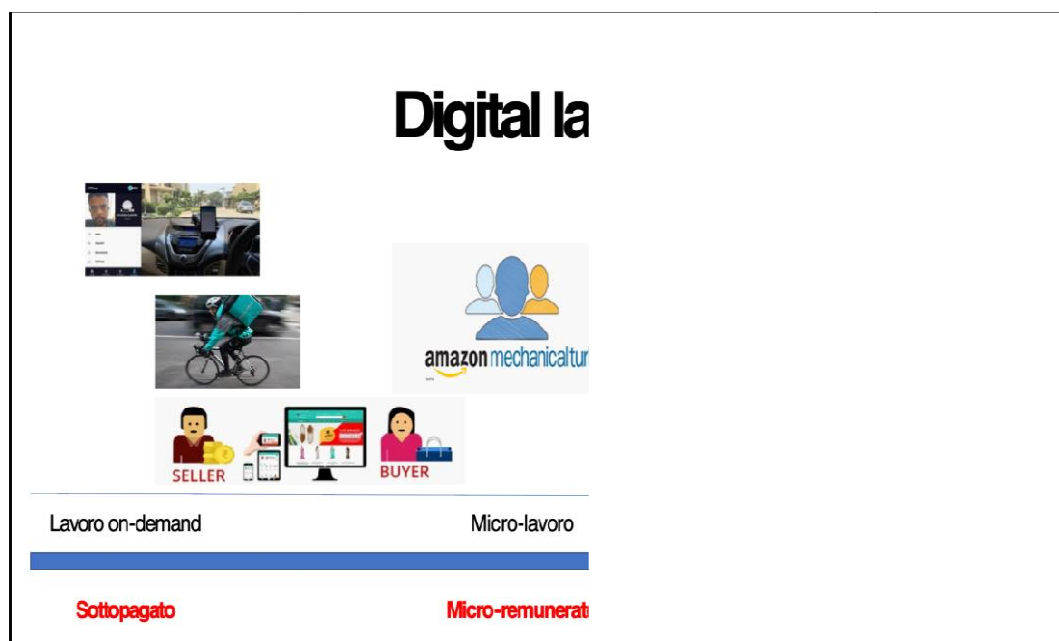 Digital la
amazon mechanicaltur
SELLER
BUYER
Lavoro on-demand
Micro-lavoro
Sottopagato
Micro-remunerat